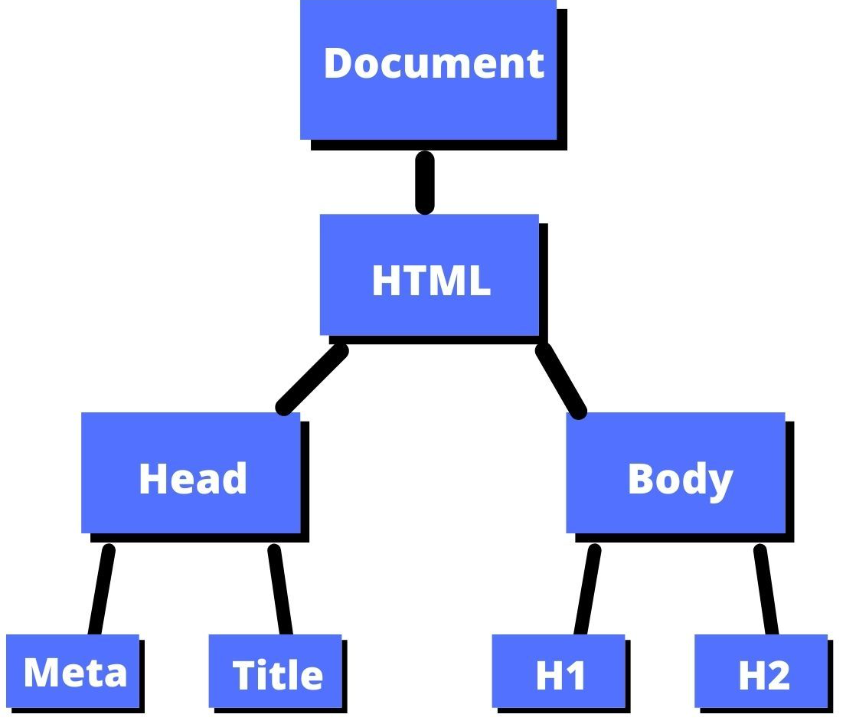 Document
HTML
Head
Body
Meta
Title
H1
H2